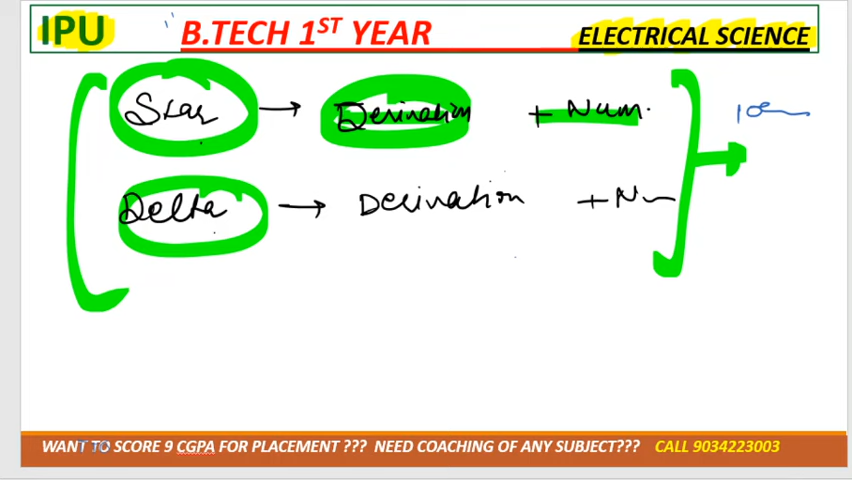 IPU B.TECH 1ST YEAR ELECTRICAL SCIENCE
Star → Derivation + Num.
Delta → Derivation + Num
WANT TO SCORE 9 CGPA FOR PLACEMENT ??? NEED COACHING OF ANY SUBJECT??? CALL 9034223003